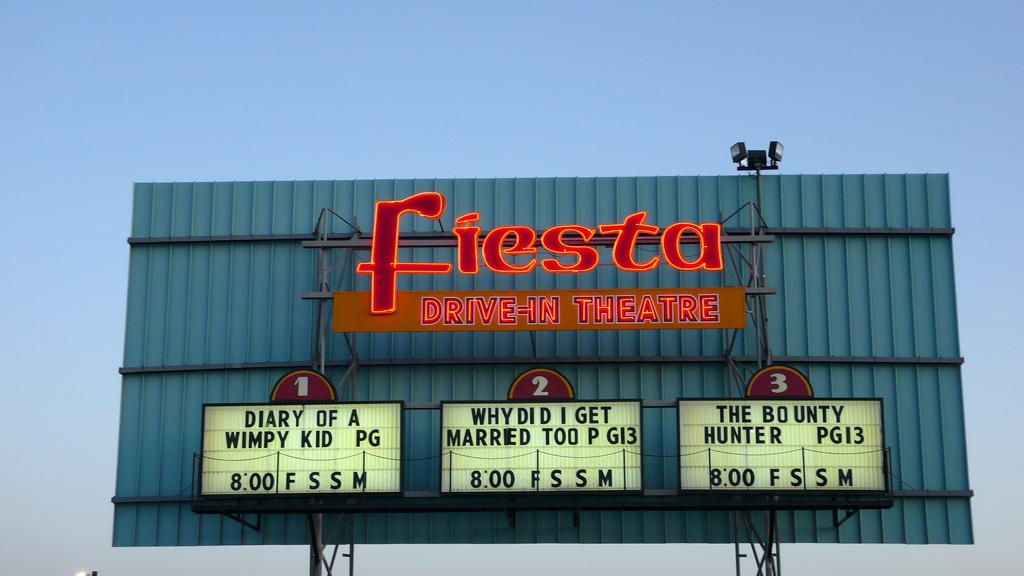 Fiesta
DRIVE-IN THEATRE
1
DIARY OF A
WIMPY KID PG
8:00 F S S M
2
WHY DID I GET
MARRIED TOO PG13
8:00 F S S M
3
THE BOUNTY
HUNTER PG13
8:00 F S S M